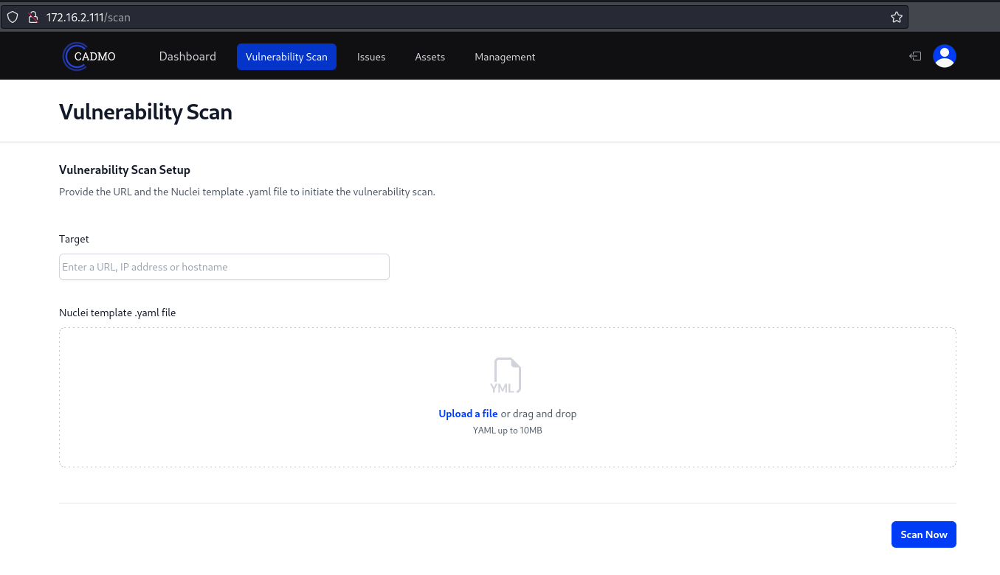 172.16.2.111/scan
CADMO Dashboard Vulnerability Scan Issues Assets Management
Vulnerability Scan
Vulnerability Scan Setup
Provide the URL and the Nuclei template .yaml file to initiate the vulnerability scan.
Target
Enter a URL, IP address or hostname
Nuclei template .yaml file
YML
Upload a file or drag and drop
YAML up to 10MB
Scan Now